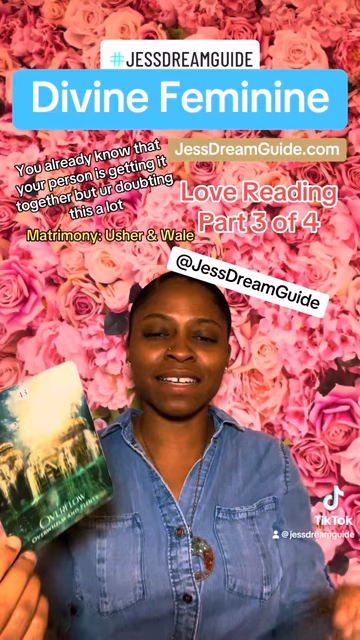 #JESSDREAMGUIDE
Divine Feminine
You already know that
your person is getting it
together but ur doubting
this a lot
JessDreamGuide.com
Love Reading
Part 3 of 4
Matrimony: Usher & Wale
@JessDreamGuide
43
OVERFLOW
TikTok
@jessdreamguide